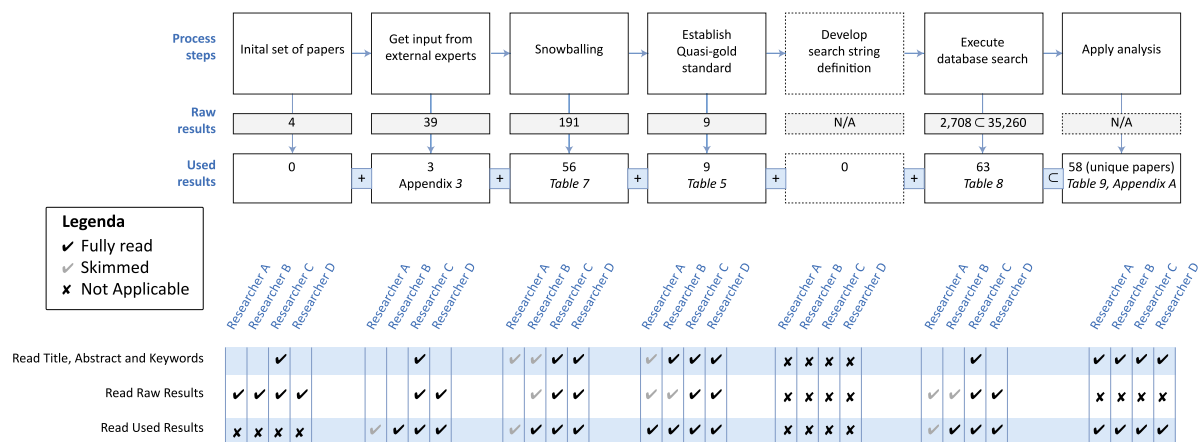 Process steps
Inital set of papers
Get input from
external experts
Snowballing
Establish
Quasi-gold
standard
Develop
search string
definition
Execute
database search
Apply analysis
Raw results
4
39
191
9
N/A
2,708 ⊂ 35,260
N/A
Used results
0
+
3
Appendix 3
+
56
Table 7
+
9
Table 5
+
0
+
63
Table 8
⊂
58 (unique papers)
Table 9, Appendix A
Legenda
✔ Fully read
✔ Skimmed
✘ Not Applicable
Researcher A Researcher B Researcher C Researcher D
Researcher A Researcher B Researcher C Researcher D
Researcher A Researcher B Researcher C Researcher D
Researcher A Researcher B Researcher C Researcher D
Researcher A Researcher B Researcher C Researcher D
Researcher A Researcher B Researcher C Researcher D
Researcher A Researcher B Researcher C Researcher D
Read Title, Abstract and Keywords
Read Raw Results
Read Used Results